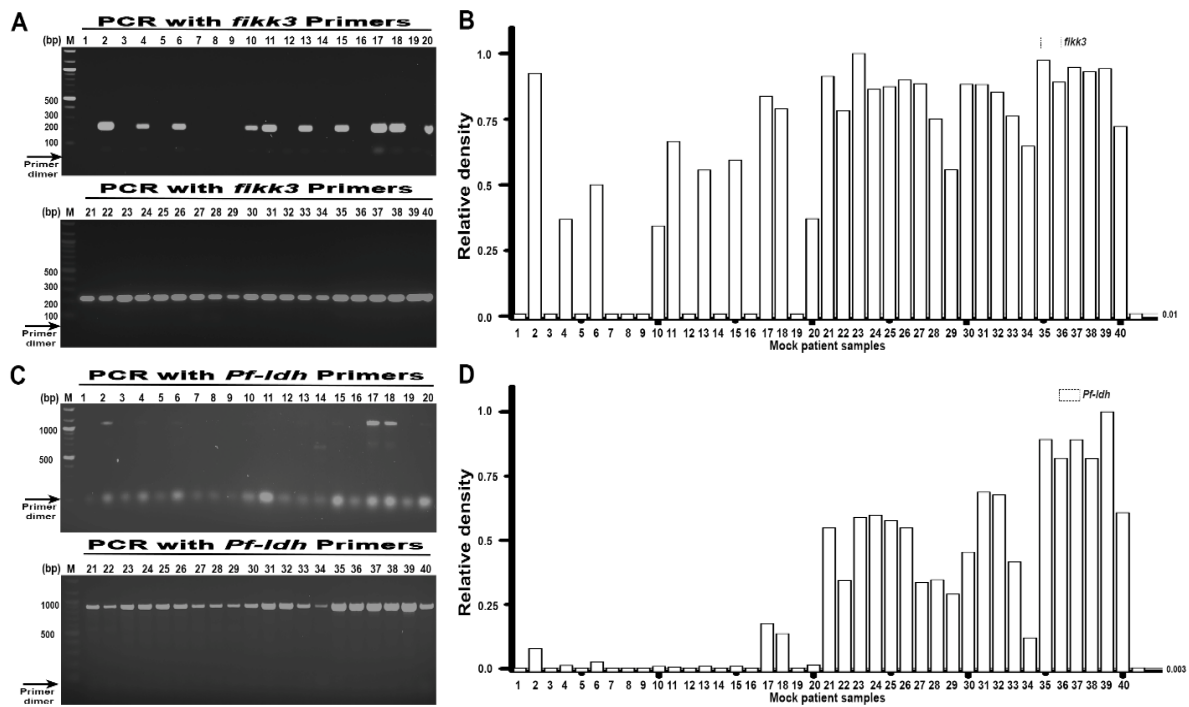 A
PCR with fikk3 Primers
(bp) M 1 2 3 4 5 6 7 8 9 10 11 12 13 14 15 16 17 18 19 20
500
300
200
100
Primer
dimer
PCR with fikk3 Primers
(bp) M 21 22 23 24 25 26 27 28 29 30 31 32 33 34 35 36 37 38 39 40
500
300
200
100
Primer
dimer
B
fikk3
Relative density
1.0
0.75
0.5
0.25
0.0
0.01
1 2 3 4 5 6 7 8 9 10 11 12 13 14 15 16 17 18 19 20 21 22 23 24 25 26 27 28 29 30 31 32 33 34 35 36 37 38 39 40
Mock patient samples
C
PCR with Pf-ldh Primers
(bp) M 1 2 3 4 5 6 7 8 9 10 11 12 13 14 15 16 17 18 19 20
1000
500
Primer
dimer
PCR with Pf-ldh Primers
(bp) M 21 22 23 24 25 26 27 28 29 30 31 32 33 34 35 36 37 38 39 40
1000
500
Primer
dimer
D
Pf-ldh
Relative density
1.0
0.75
0.5
0.25
0.0
0.003
1 2 3 4 5 6 7 8 9 10 11 12 13 14 15 16 17 18 19 20 21 22 23 24 25 26 27 28 29 30 31 32 33 34 35 36 37 38 39 40
Mock patient samples